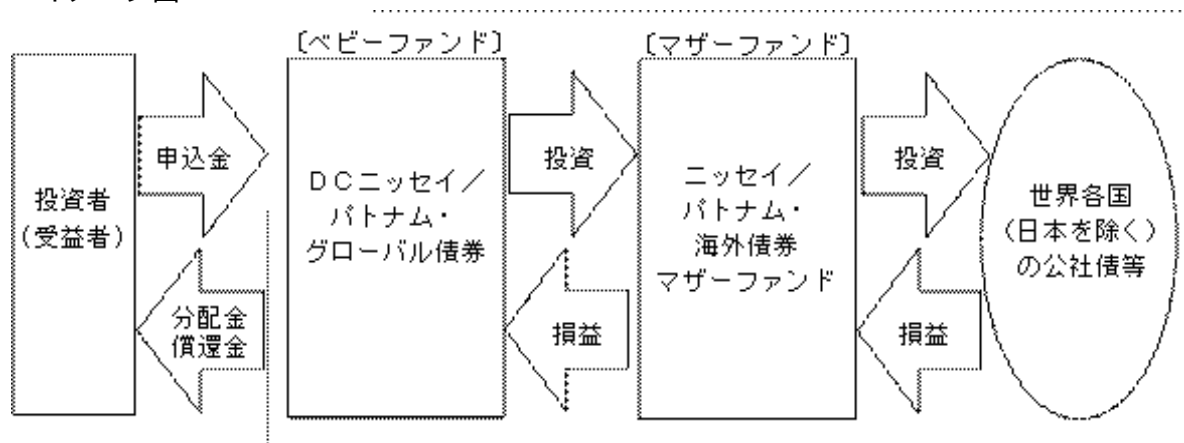 〔ベビーファンド〕
〔マザーファンド〕
投資者
（受益者）
申込金
分配金
償還金
ＤＣニッセイ／
パトナム・
グローバル債券
投資
損益
ニッセイ／
パトナム・
海外債券
マザーファンド
投資
損益
世界各国
（日本を除く）
の公社債等